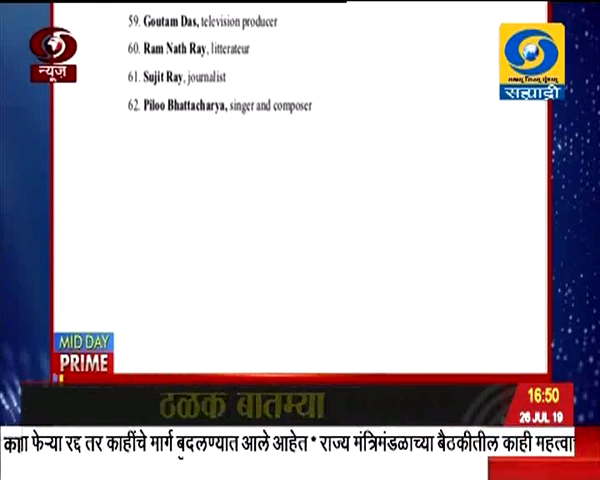 59. Goutam Das, television producer
60. Ram Nath Ray, litterateur
61. Sujit Ray, journalist
62. Piloo Bhattacharya, singer and composer
न्यूज़
सह्याद्री
MID DAY
PRIME
ठळक बातम्या
16:50
26 JUL 19
फेऱ्या रद्द तर काहींचे मार्ग बदलण्यात आले आहेत * राज्य मंत्रिमंडळाच्या बैठकीतील काही